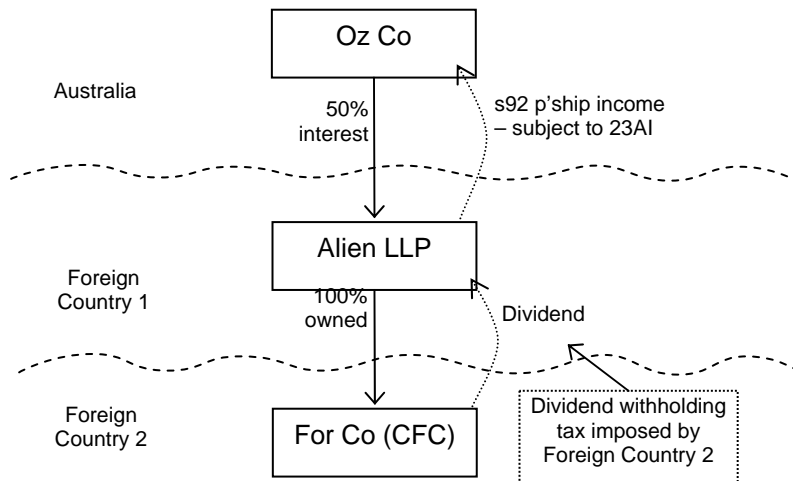 Oz Co
Australia
50%
interest
s92 p'ship income
– subject to 23AI
Alien LLP
Foreign
Country 1
100%
owned
Dividend
Foreign
Country 2
For Co (CFC)
Dividend withholding
tax imposed by
Foreign Country 2